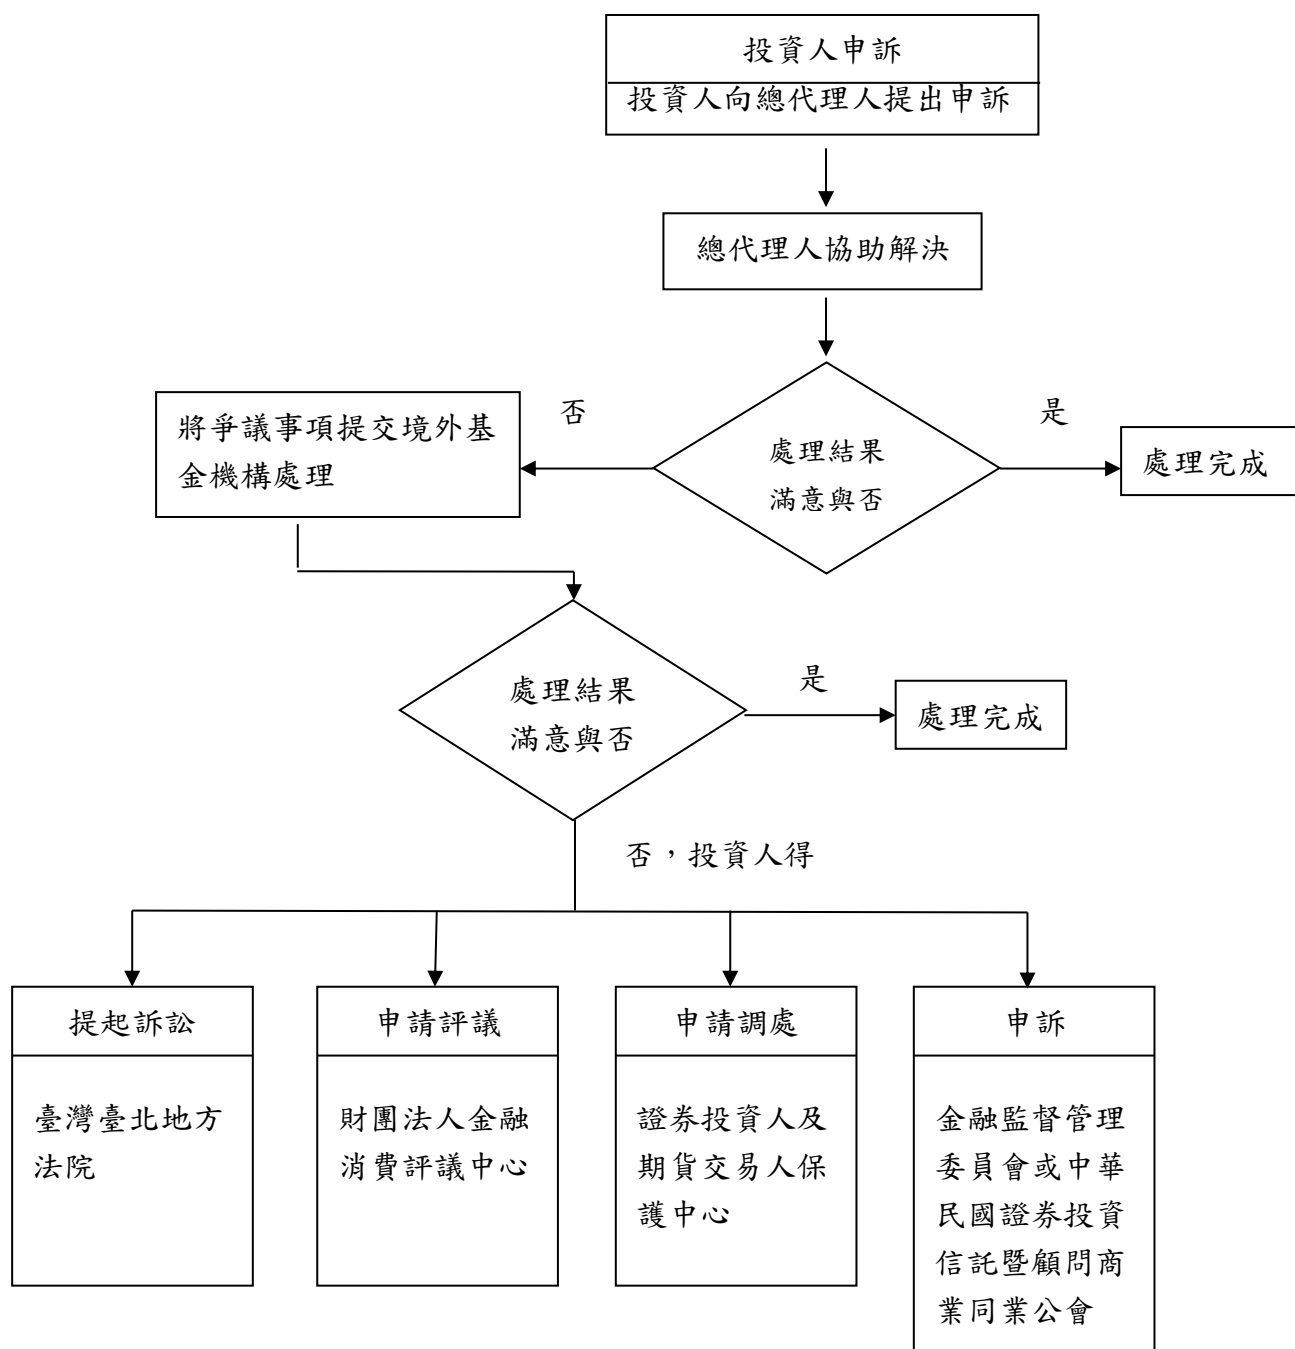 投資人申訴
投資人向總代理人提出申訴
總代理人協助解決
否
是
將爭議事項提交境外基
金機構處理
處理結果
滿意與否
處理完成
處理結果
滿意與否
是
處理完成
否，投資人得
提起訴訟
臺灣臺北地方
法院
申請評議
財團法人金融
消費評議中心
申請調處
證券投資人及
期貨交易人保
護中心
申訴
金融監督管理
委員會或中華
民國證券投資
信託暨顧問商
業同業公會